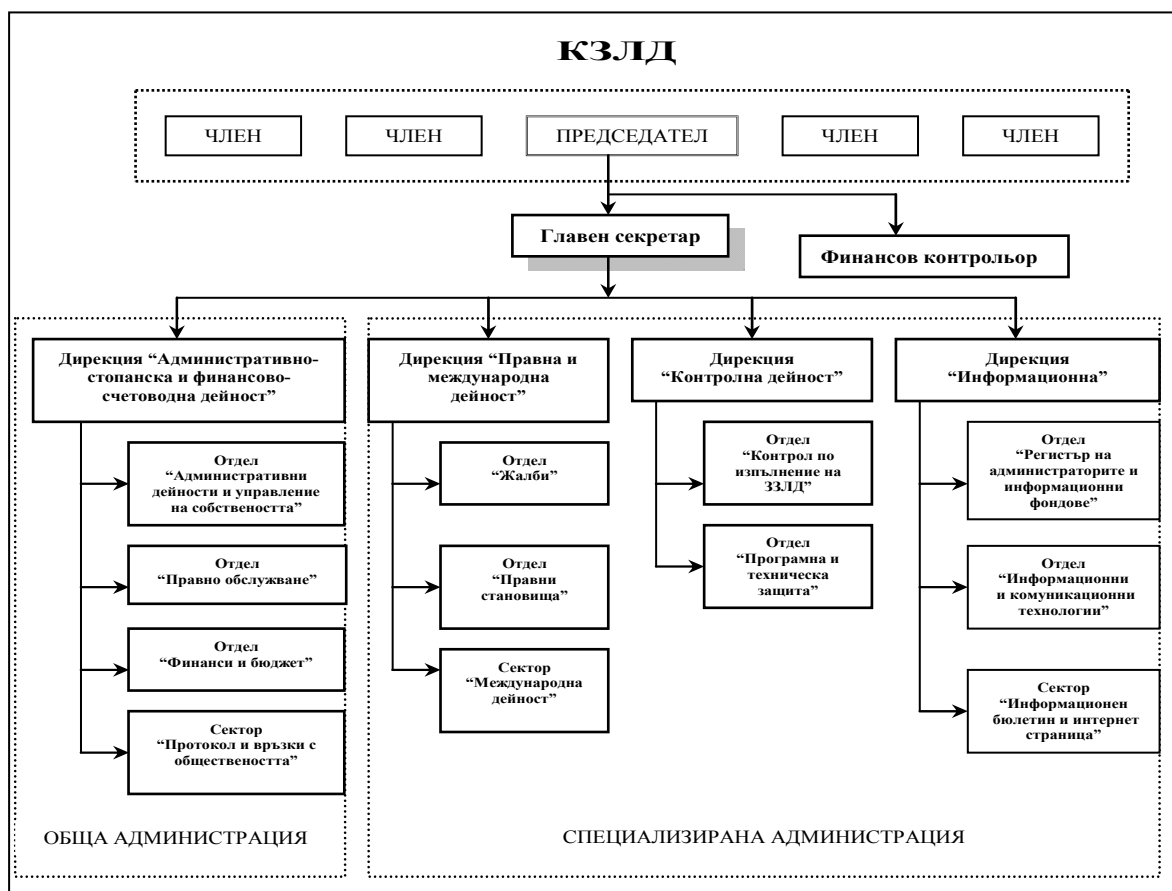 КЗЛД
ЧЛЕН
ЧЛЕН
ПРЕДСЕДАТЕЛ
ЧЛЕН
ЧЛЕН
Главен секретар
Финансов контрольор
Дирекция “Административно-
стопанска и финансово-
счетоводна дейност”
Отдел
“Административни
дейности и управление
на собствеността”
Отдел
“Правно обслужване”
Отдел
“Финанси и бюджет”
Сектор
“Протокол и връзки с
обществеността”
ОБЩА АДМИНИСТРАЦИЯ
Дирекция “Правна и
международна
дейност”
Отдел
“Жалби”
Отдел
“Правни
становища”
Сектор
“Международна
дейност”
Дирекция
“Контролна дейност”
Отдел
“Контрол по
изпълнение на
ЗЗЛД”
Отдел
“Програмна и
техническа
защита”
Дирекция
“Информационна”
Отдел
“Регистър на
администраторите и
информационни
фондове”
Отдел
“Информационни
и комуникационни
технологии”
Сектор
“Информационен
бюлетин и интернет
страница”
СПЕЦИАЛИЗИРАНА АДМИНИСТРАЦИЯ